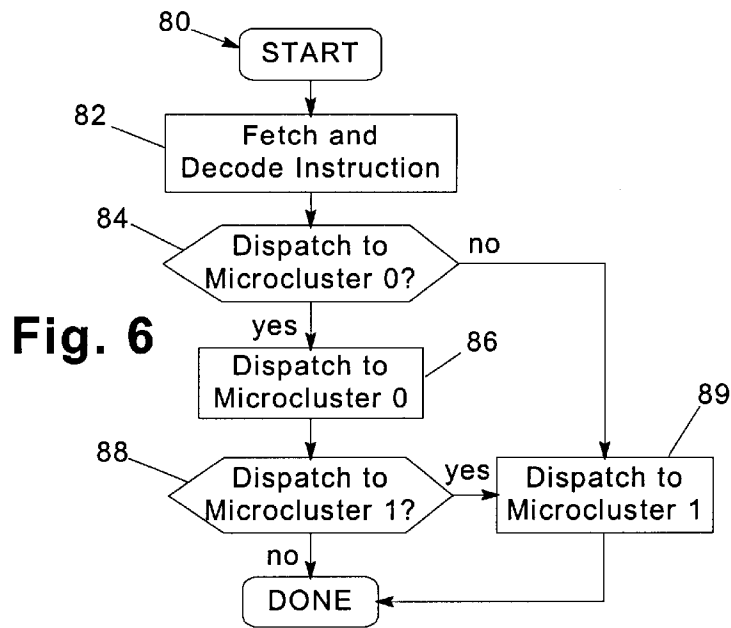 80
START
82
Fetch and
Decode Instruction
84
Dispatch to
Microcluster 0?
no
yes
Fig. 6
86
Dispatch to
Microcluster 0
89
88
Dispatch to
Microcluster 1?
yes
Dispatch to
Microcluster 1
no
DONE